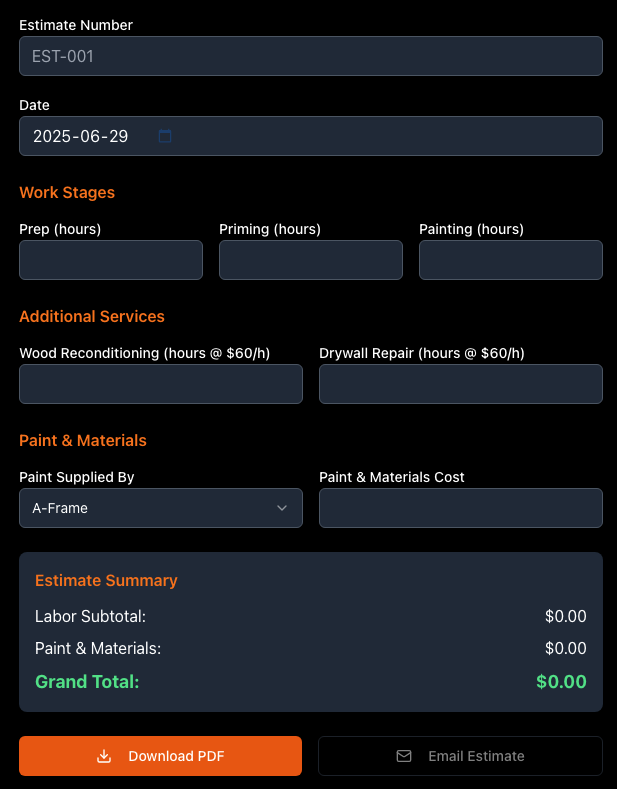 Estimate Number
EST-001
Date
2025-06-29
Work Stages
Prep (hours) Priming (hours) Painting (hours)
Additional Services
Wood Reconditioning (hours @ $60/h) Drywall Repair (hours @ $60/h)
Paint & Materials
Paint Supplied By Paint & Materials Cost
A-Frame
Estimate Summary
Labor Subtotal: $0.00
Paint & Materials: $0.00
Grand Total: $0.00
Download PDF Email Estimate